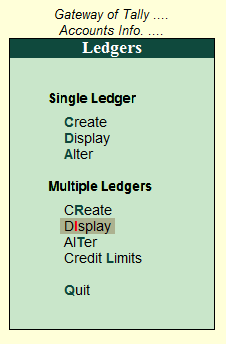 Gateway of Tally ....
Accounts Info. ....
Ledgers
Single Ledger
Create
Display
Alter
Multiple Ledgers
CReate
DIsplay
AlTer
Credit Limits
Quit